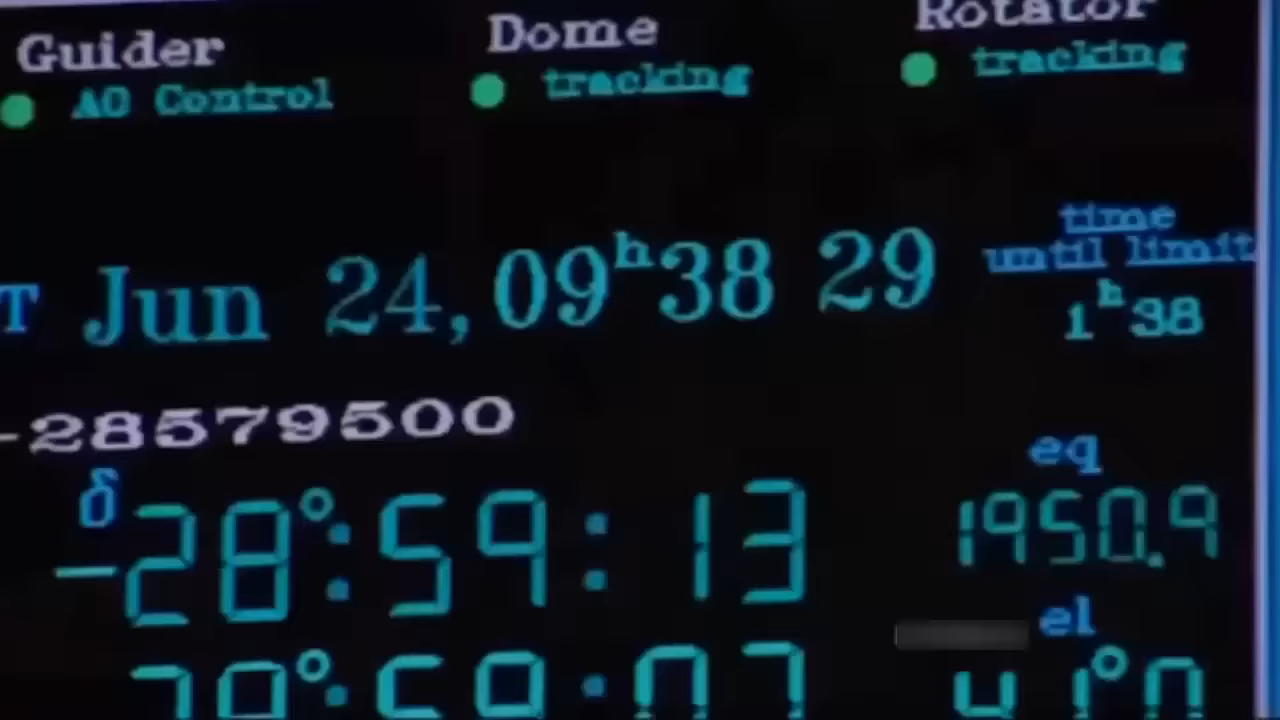 Guider Dome Rotator
AO Control tracking tracking
T Jun 24, 09h38 29
time
until limit
1h38
-28579500
δ
-28°:59:13
eq
1950.9
el